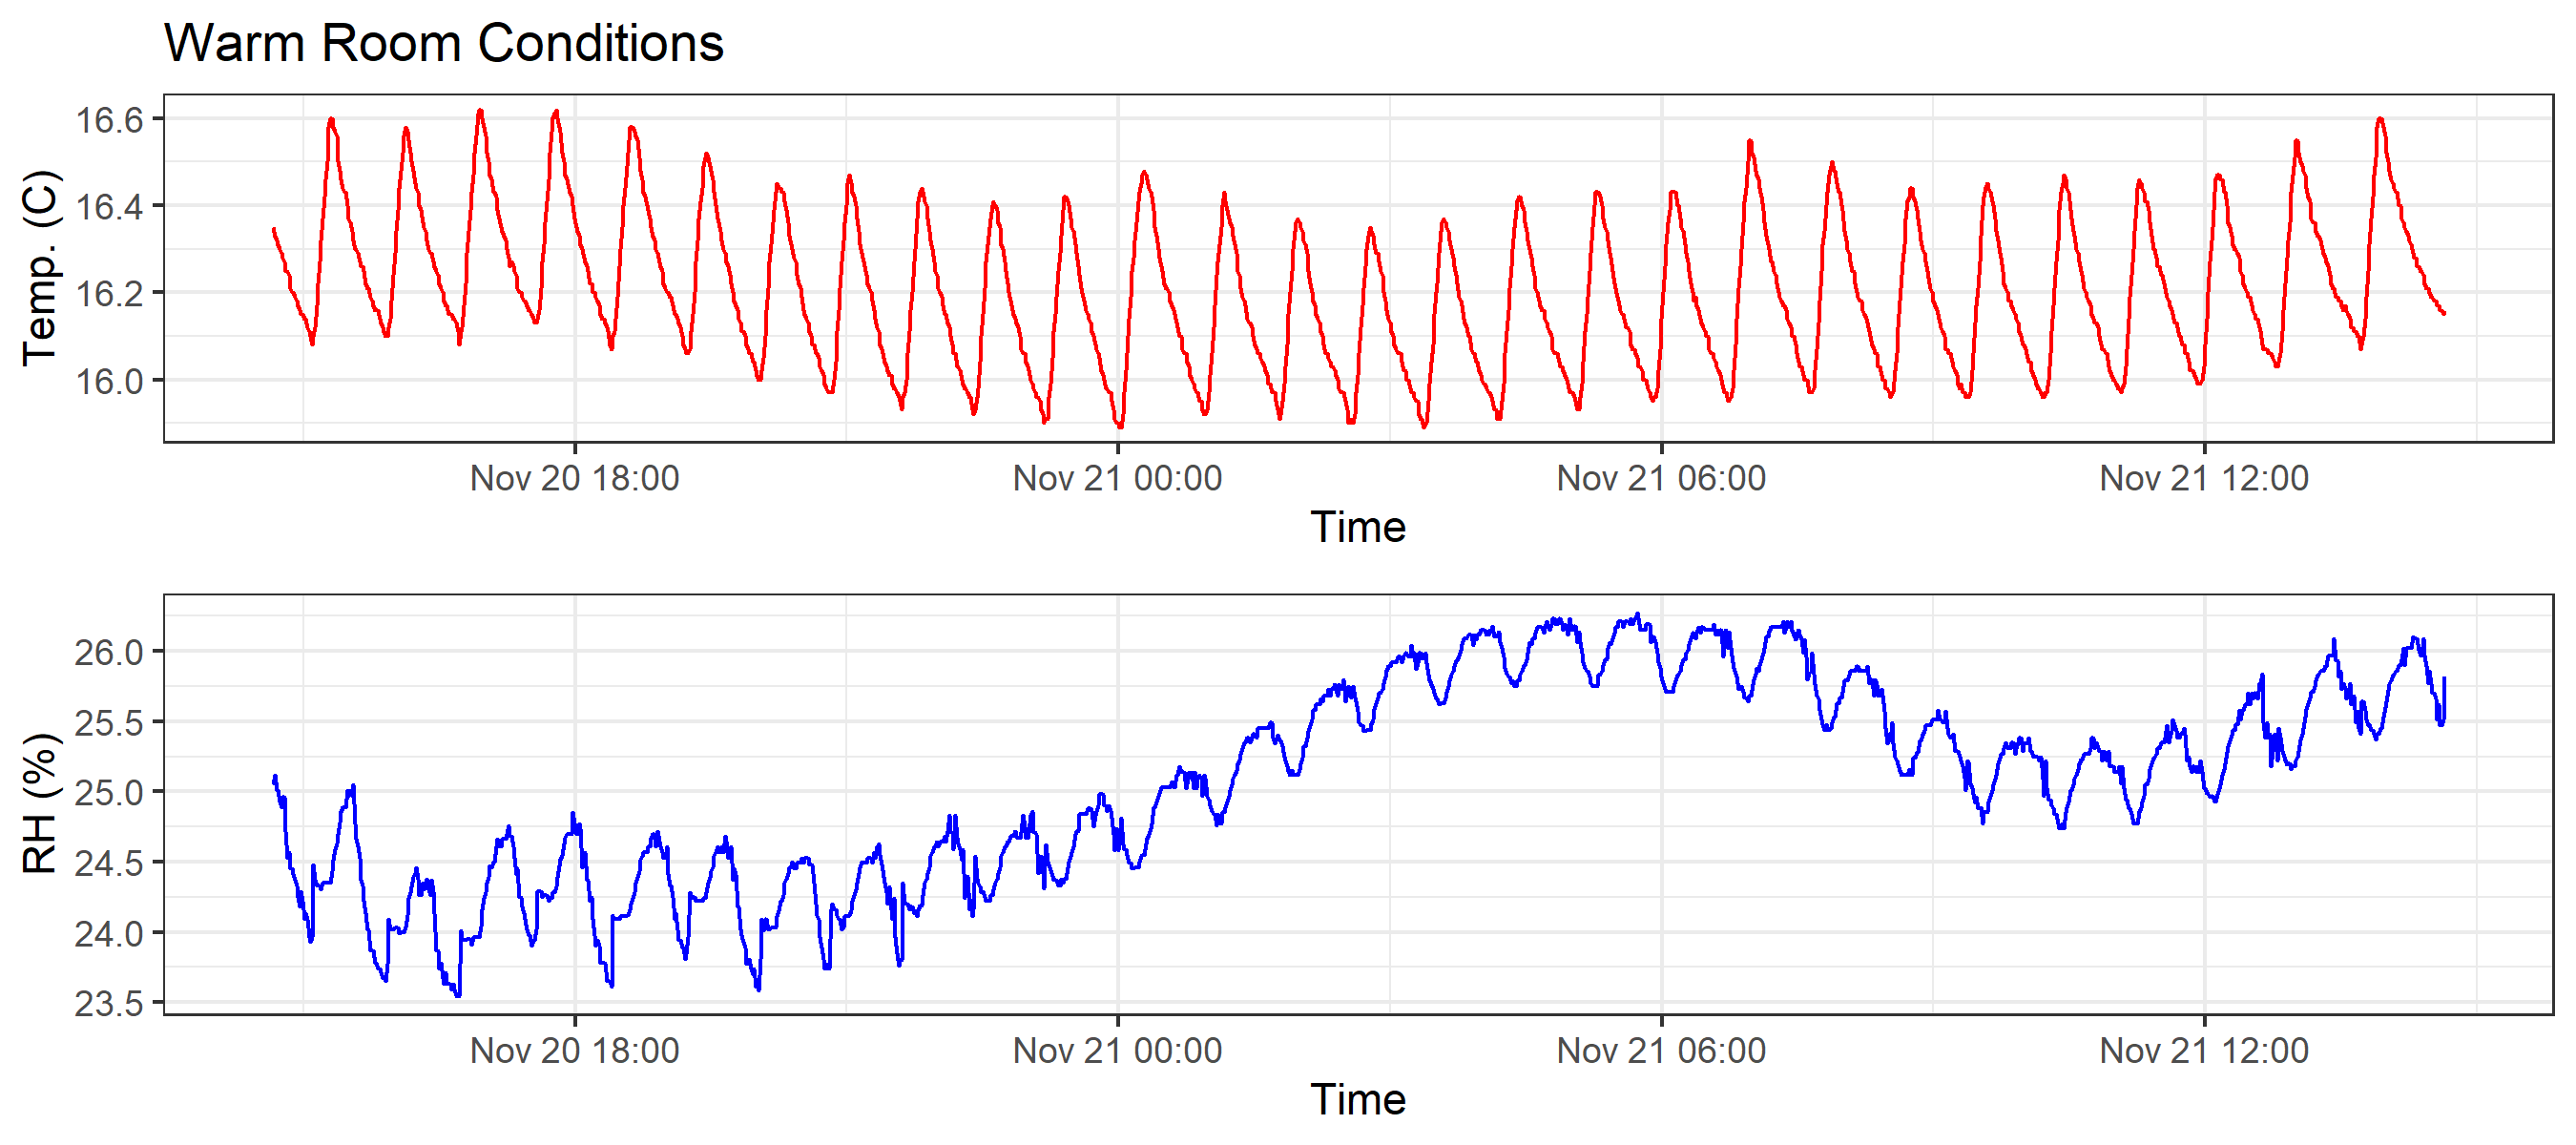 Warm Room Conditions
Temp. (C)
16.6
16.4
16.2
16.0
Nov 20 18:00 Nov 21 00:00 Nov 21 06:00 Nov 21 12:00
Time
RH (%)
26.0
25.5
25.0
24.5
24.0
23.5
Nov 20 18:00 Nov 21 00:00 Nov 21 06:00 Nov 21 12:00
Time